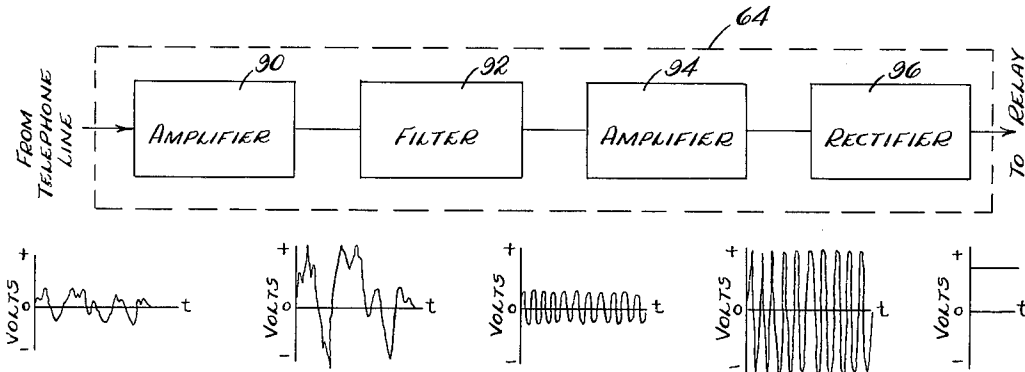 64
90
92
94
96
FROM
TELEPHONE
LINE
AMPLIFIER
FILTER
AMPLIFIER
RECTIFIER
TO RELAY
+
VOLTS
0
-
t
+
VOLTS
0
-
t
+
VOLTS
0
-
t
+
VOLTS
0
-
t
+
VOLTS
0
-
t